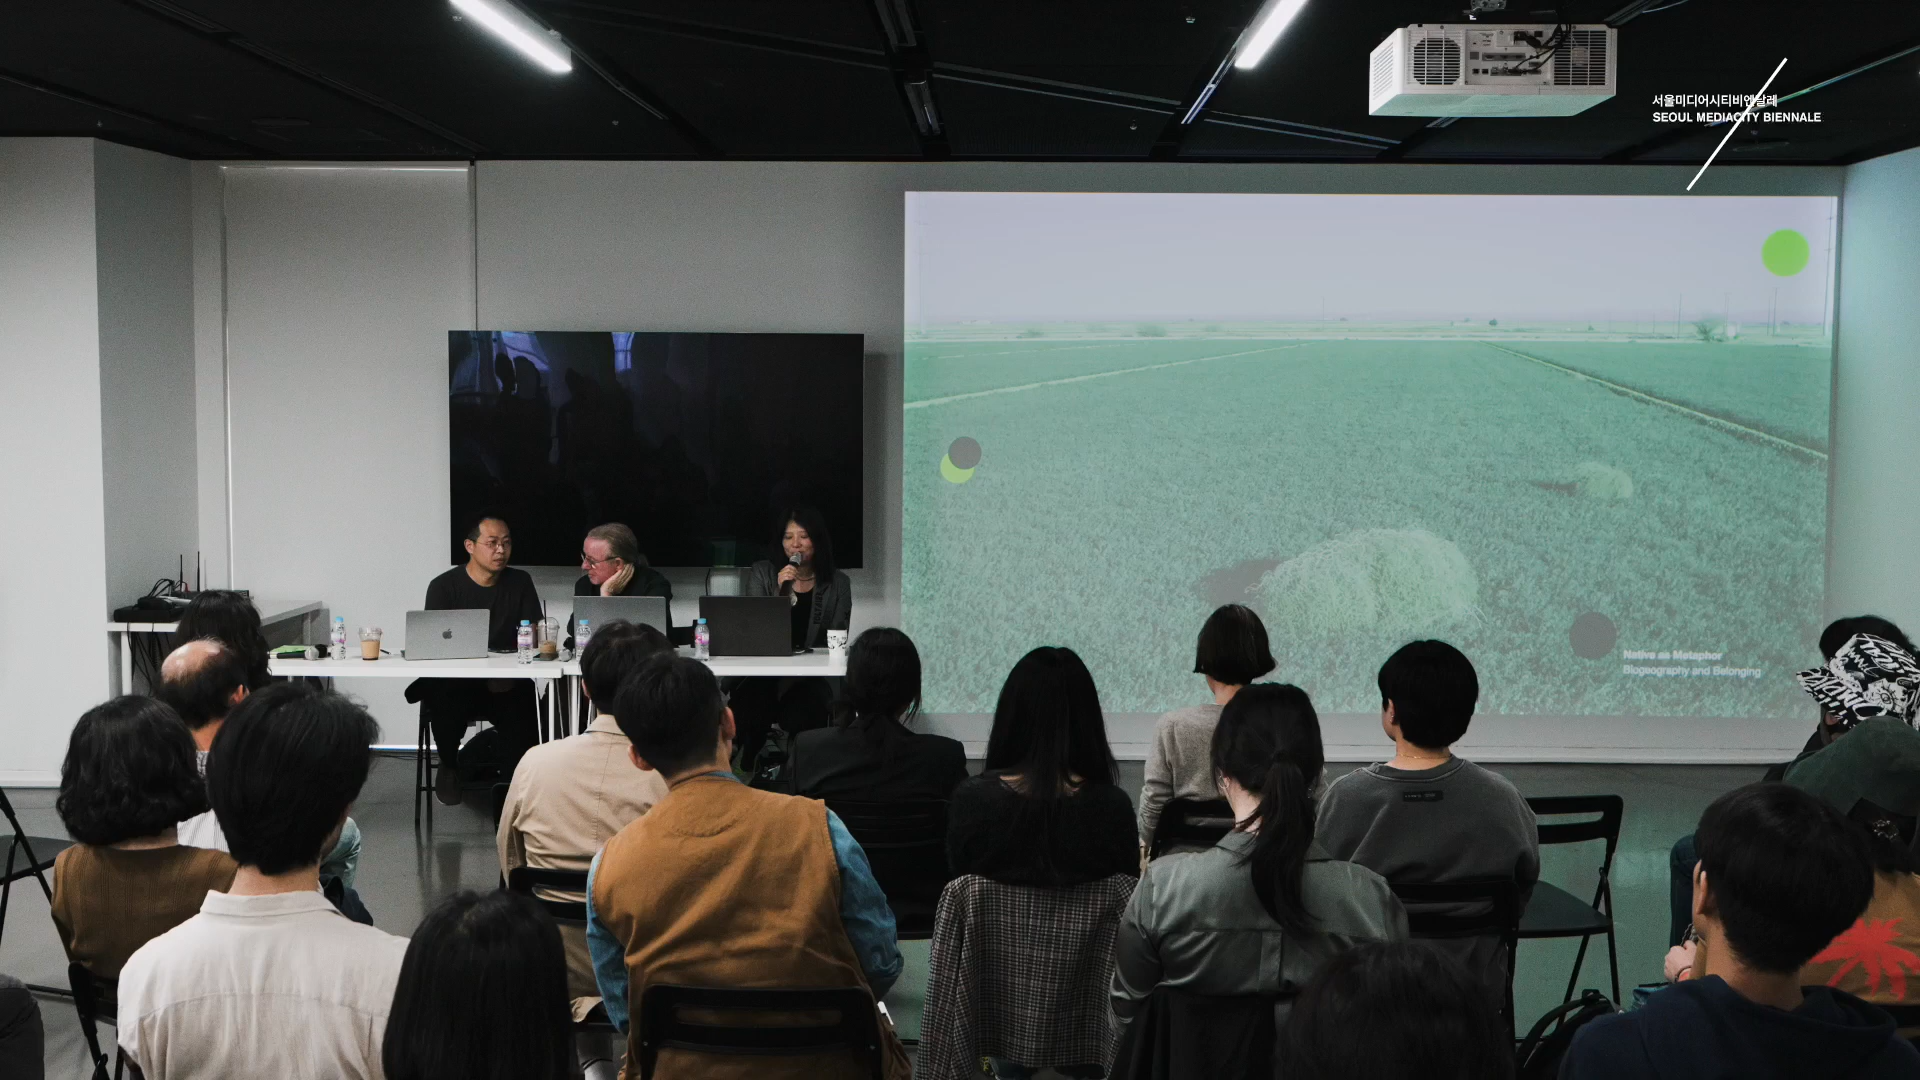 서울미디어시티비엔날레
SEOUL MEDIACITY BIENNALE
Native as Metaphor
Biogeography and Belonging